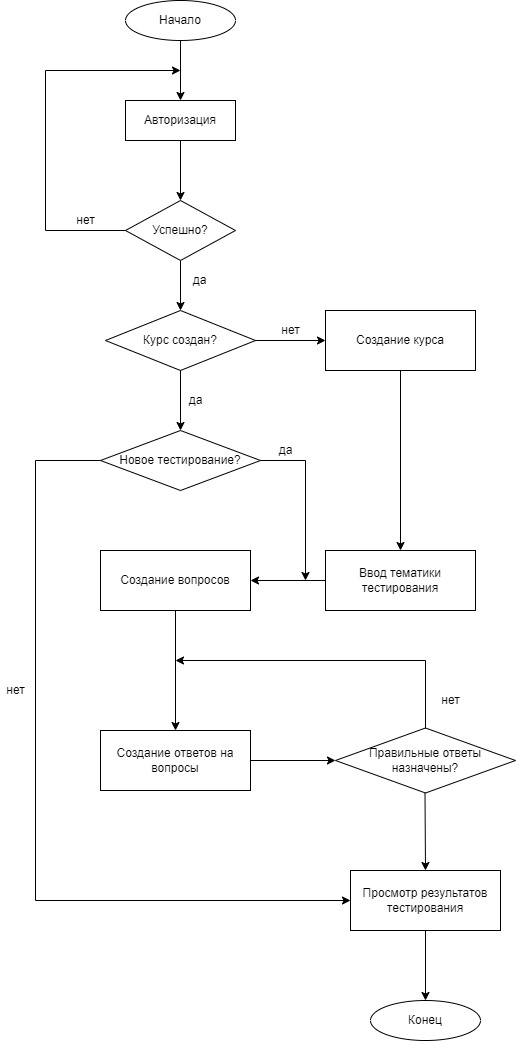 Начало
Авторизация
нет
Успешно?
да
Курс создан?
нет
Создание курса
да
Новое тестирование?
да
Создание вопросов
Ввод тематики
тестирования
нет
нет
Создание ответов на
вопросы
Правильные ответы
назначены?
Просмотр результатов
тестирования
Конец